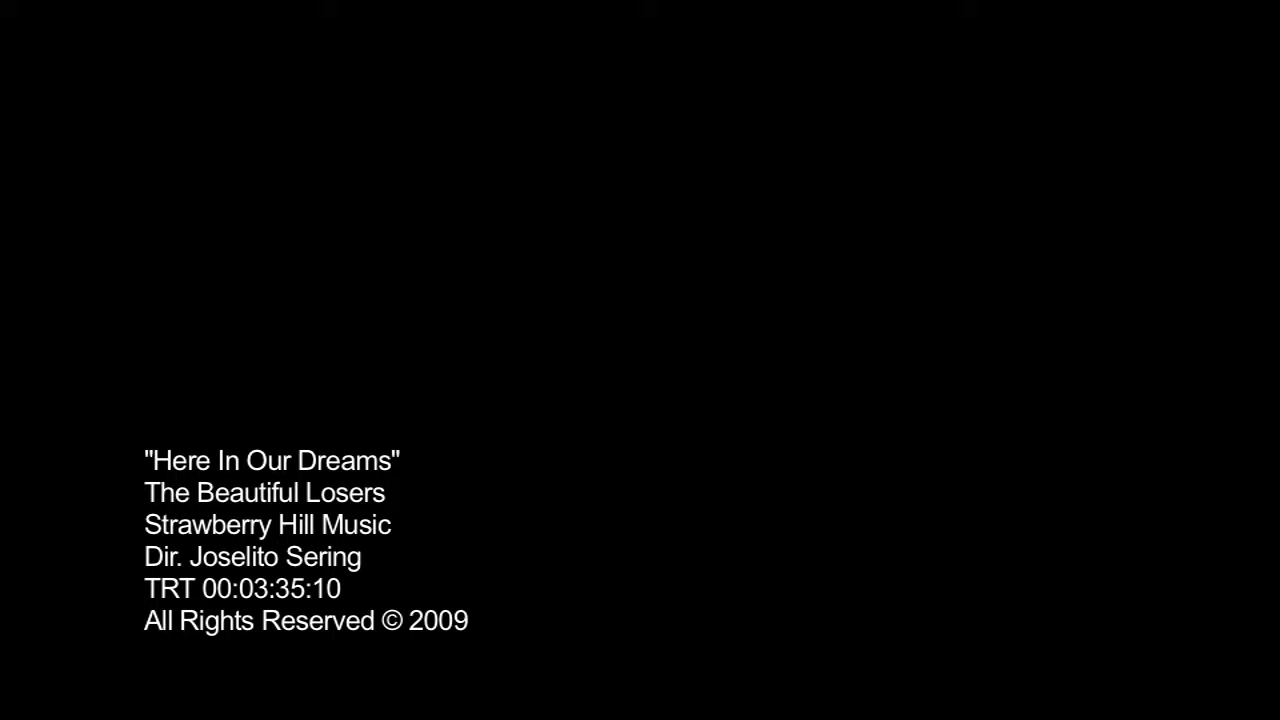 "Here In Our Dreams"
The Beautiful Losers
Strawberry Hill Music
Dir. Joselito Sering
TRT 00:03:35:10
All Rights Reserved © 2009